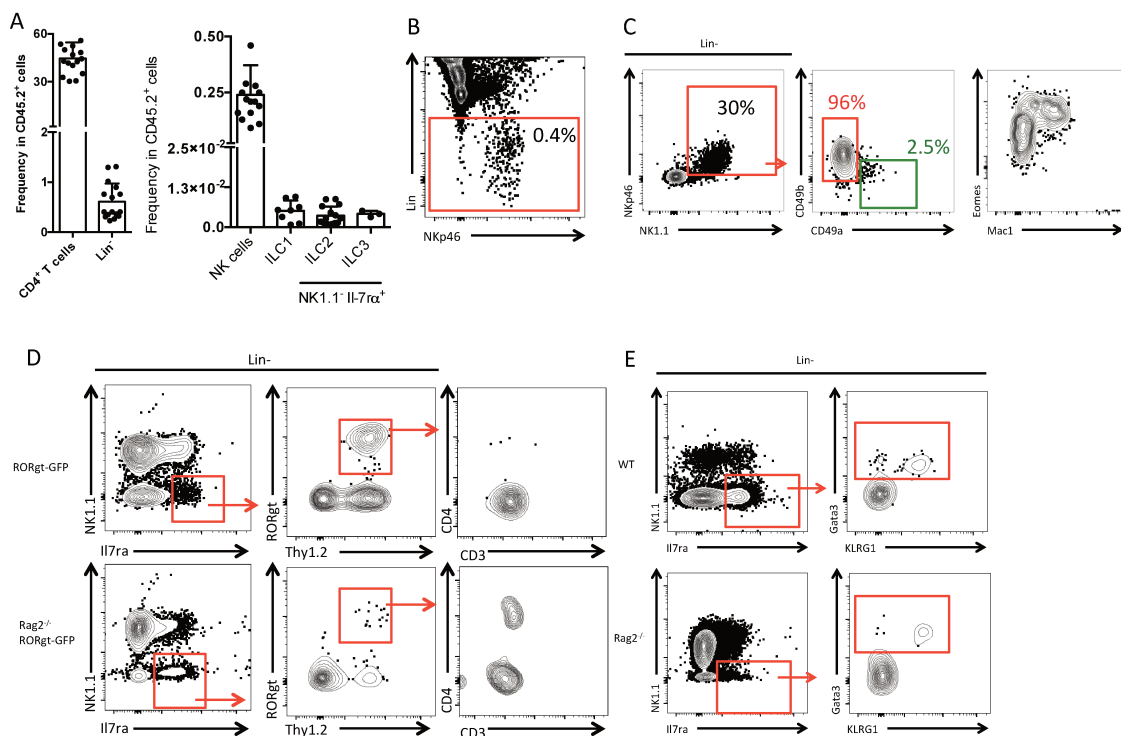 A
Frequency in CD45.2+ cells
60
30
2
1
0
CD4+ T cells
Lin-
Frequency in CD45.2+ cells
0.50
0.25
2.5×10-2
1.3×10-2
0.0
NK cells
ILC1
ILC2
ILC3
NK1.1- Il-7rα+
B
Lin
0.4%
NKp46
C
Lin-
NKp46
30%
NK1.1
CD49b
96%
2.5%
CD49a
Eomes
Mac1
D
Lin-
RORgt-GFP
NK1.1
Il7ra
RORgt
Thy1.2
CD4
CD3
Rag2-/-
RORgt-GFP
NK1.1
Il7ra
RORgt
Thy1.2
CD4
CD3
E
Lin-
WT
NK1.1
Il7ra
Gata3
KLRG1
Rag2-/-
NK1.1
Il7ra
Gata3
KLRG1